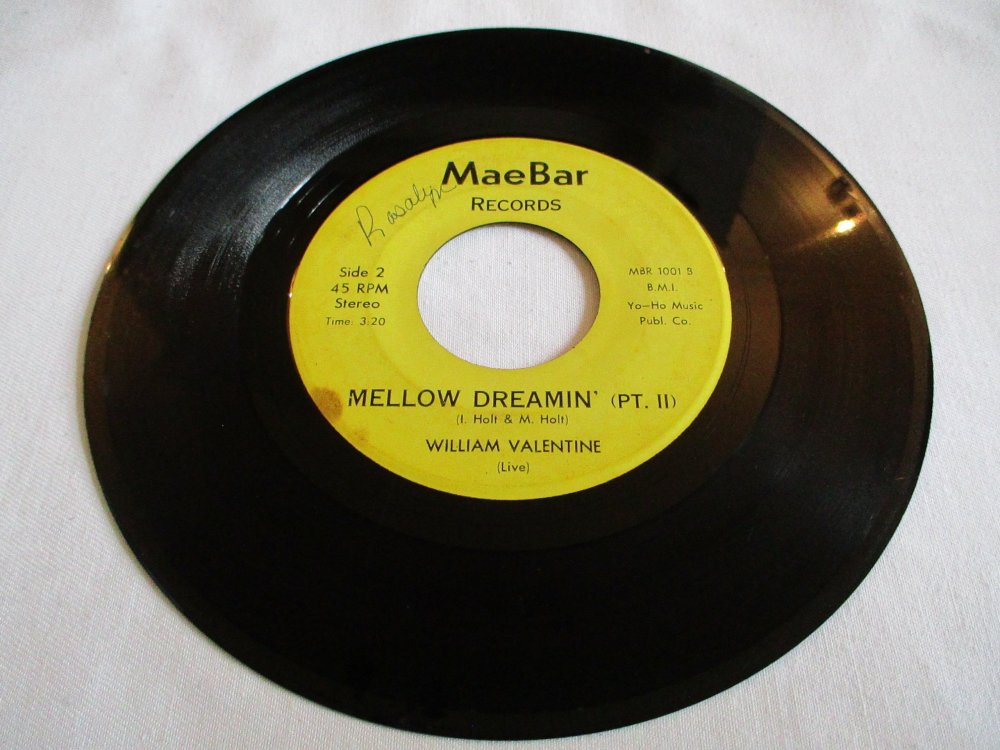 MaeBar
RECORDS
Rosalyn
Side 2
45 RPM
Stereo
Time: 3:20
MBR 1001 B
B.M.I.
Yo-Ho Music
Publ. Co.
MELLOW DREAMIN' (PT. II)
(I. Holt & M. Holt)
WILLIAM VALENTINE
(Live)